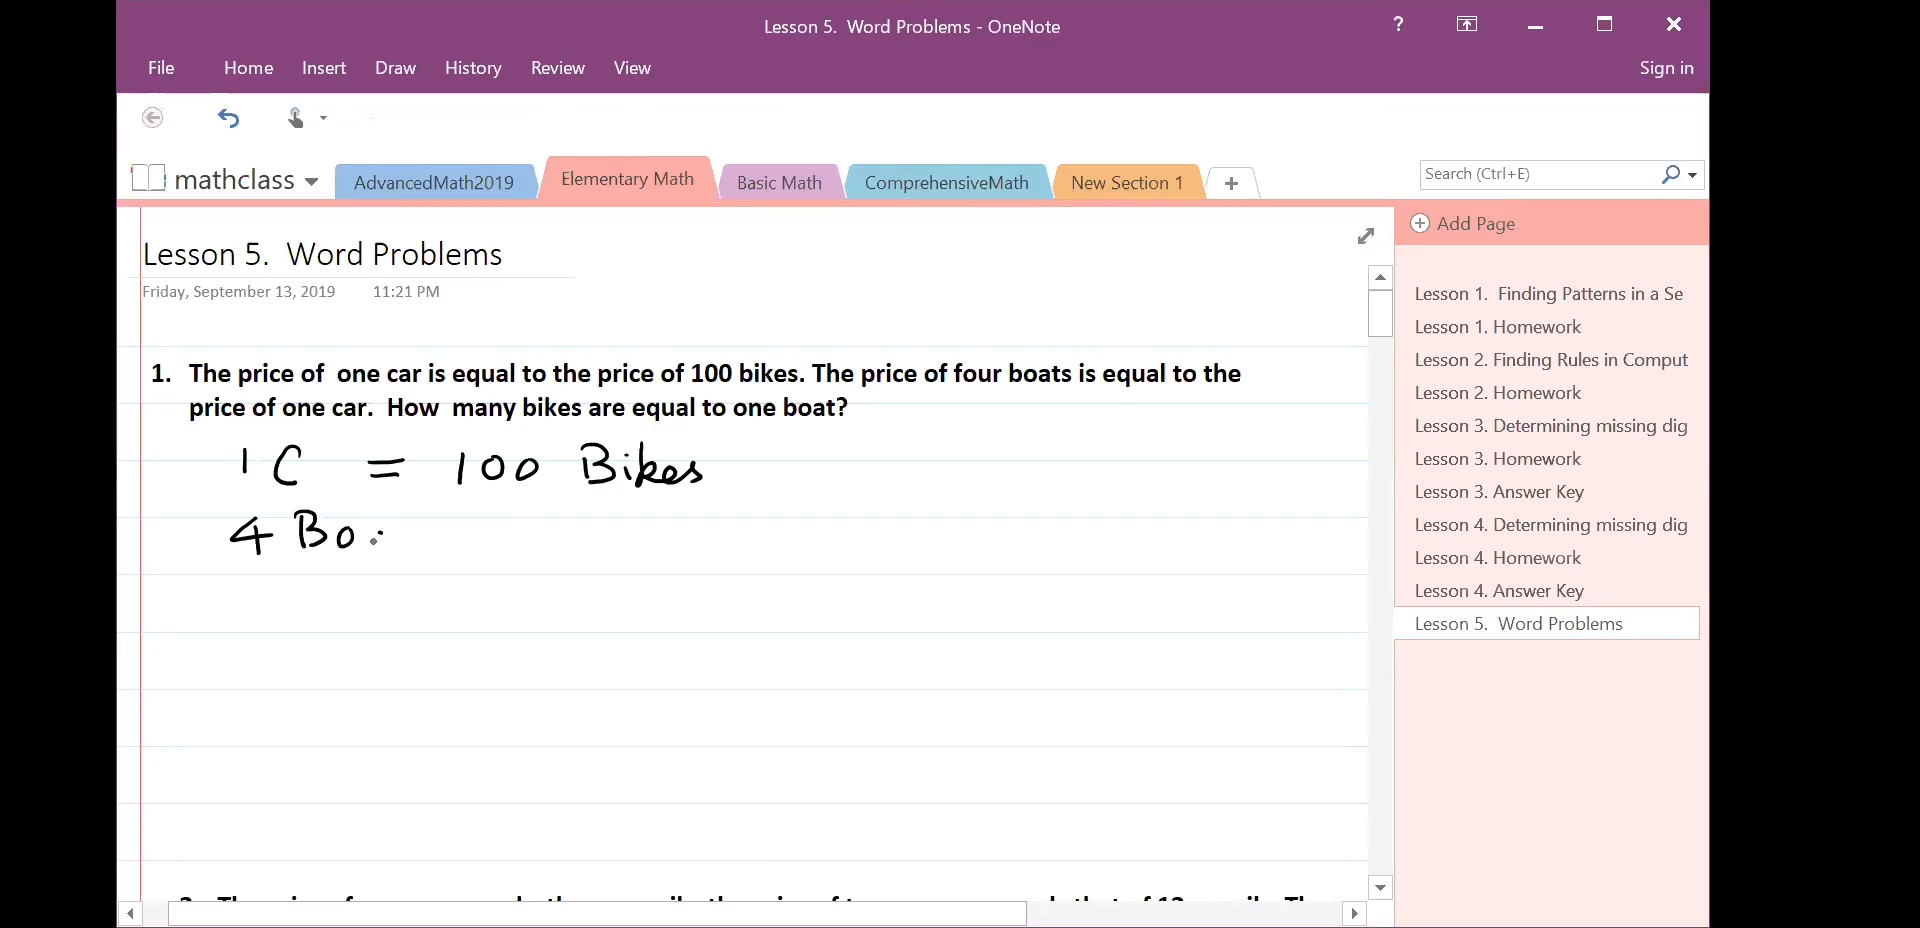 Lesson 5.  Word Problems - OneNote
?
File Home Insert Draw History Review View
Sign in
mathclass
AdvancedMath2019 Elementary Math Basic Math ComprehensiveMath New Section 1 +
Search (Ctrl+E)
Add Page
Lesson 5.  Word Problems
Friday, September 13, 2019 11:21 PM
1. The price of  one car is equal to the price of 100 bikes. The price of four boats is equal to the
price of one car.  How  many bikes are equal to one boat?
1 C = 100 Bikes
4 Bo
Lesson 1.  Finding Patterns in a Se
Lesson 1. Homework
Lesson 2. Finding Rules in Comput
Lesson 2. Homework
Lesson 3. Determining missing dig
Lesson 3. Homework
Lesson 3. Answer Key
Lesson 4. Determining missing dig
Lesson 4. Homework
Lesson 4. Answer Key
Lesson 5.  Word Problems